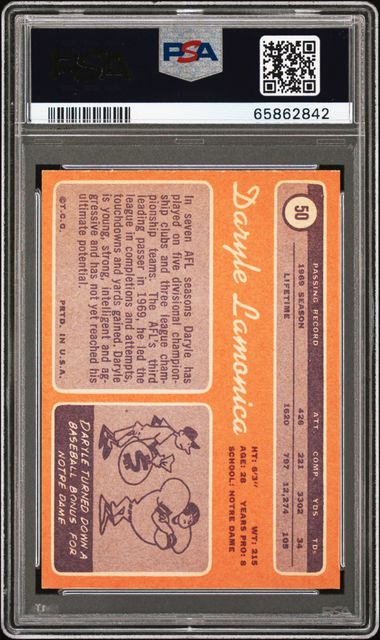 PSA
PSA
65862842
50
PASSING RECORD ATT. COMP. YDS TDs
1969 SEASON 426 221 3302 34
LIFETIME 1620 797 12,274 105
Daryle Lamonica
HT: 6/3" WT: 215
AGE: 28 YEARS PRO: 8
SCHOOL: NOTRE DAME
In seven AFL seasons Daryle has
played on five divisional champion-
ship clubs and three league cham-
pionship teams. The AFL's third
leading passer in 1969, he led the
league in completions and attempts,
touchdowns and yards gained. Daryle
is young, strong, intelligent and ag-
gressive and has not yet reached his
ultimate potential.
©T.C.G. PRTD. IN U.S.A.
$
DARYLE TURNED DOWN A
BASEBALL BONUS FOR
NOTRE DAME